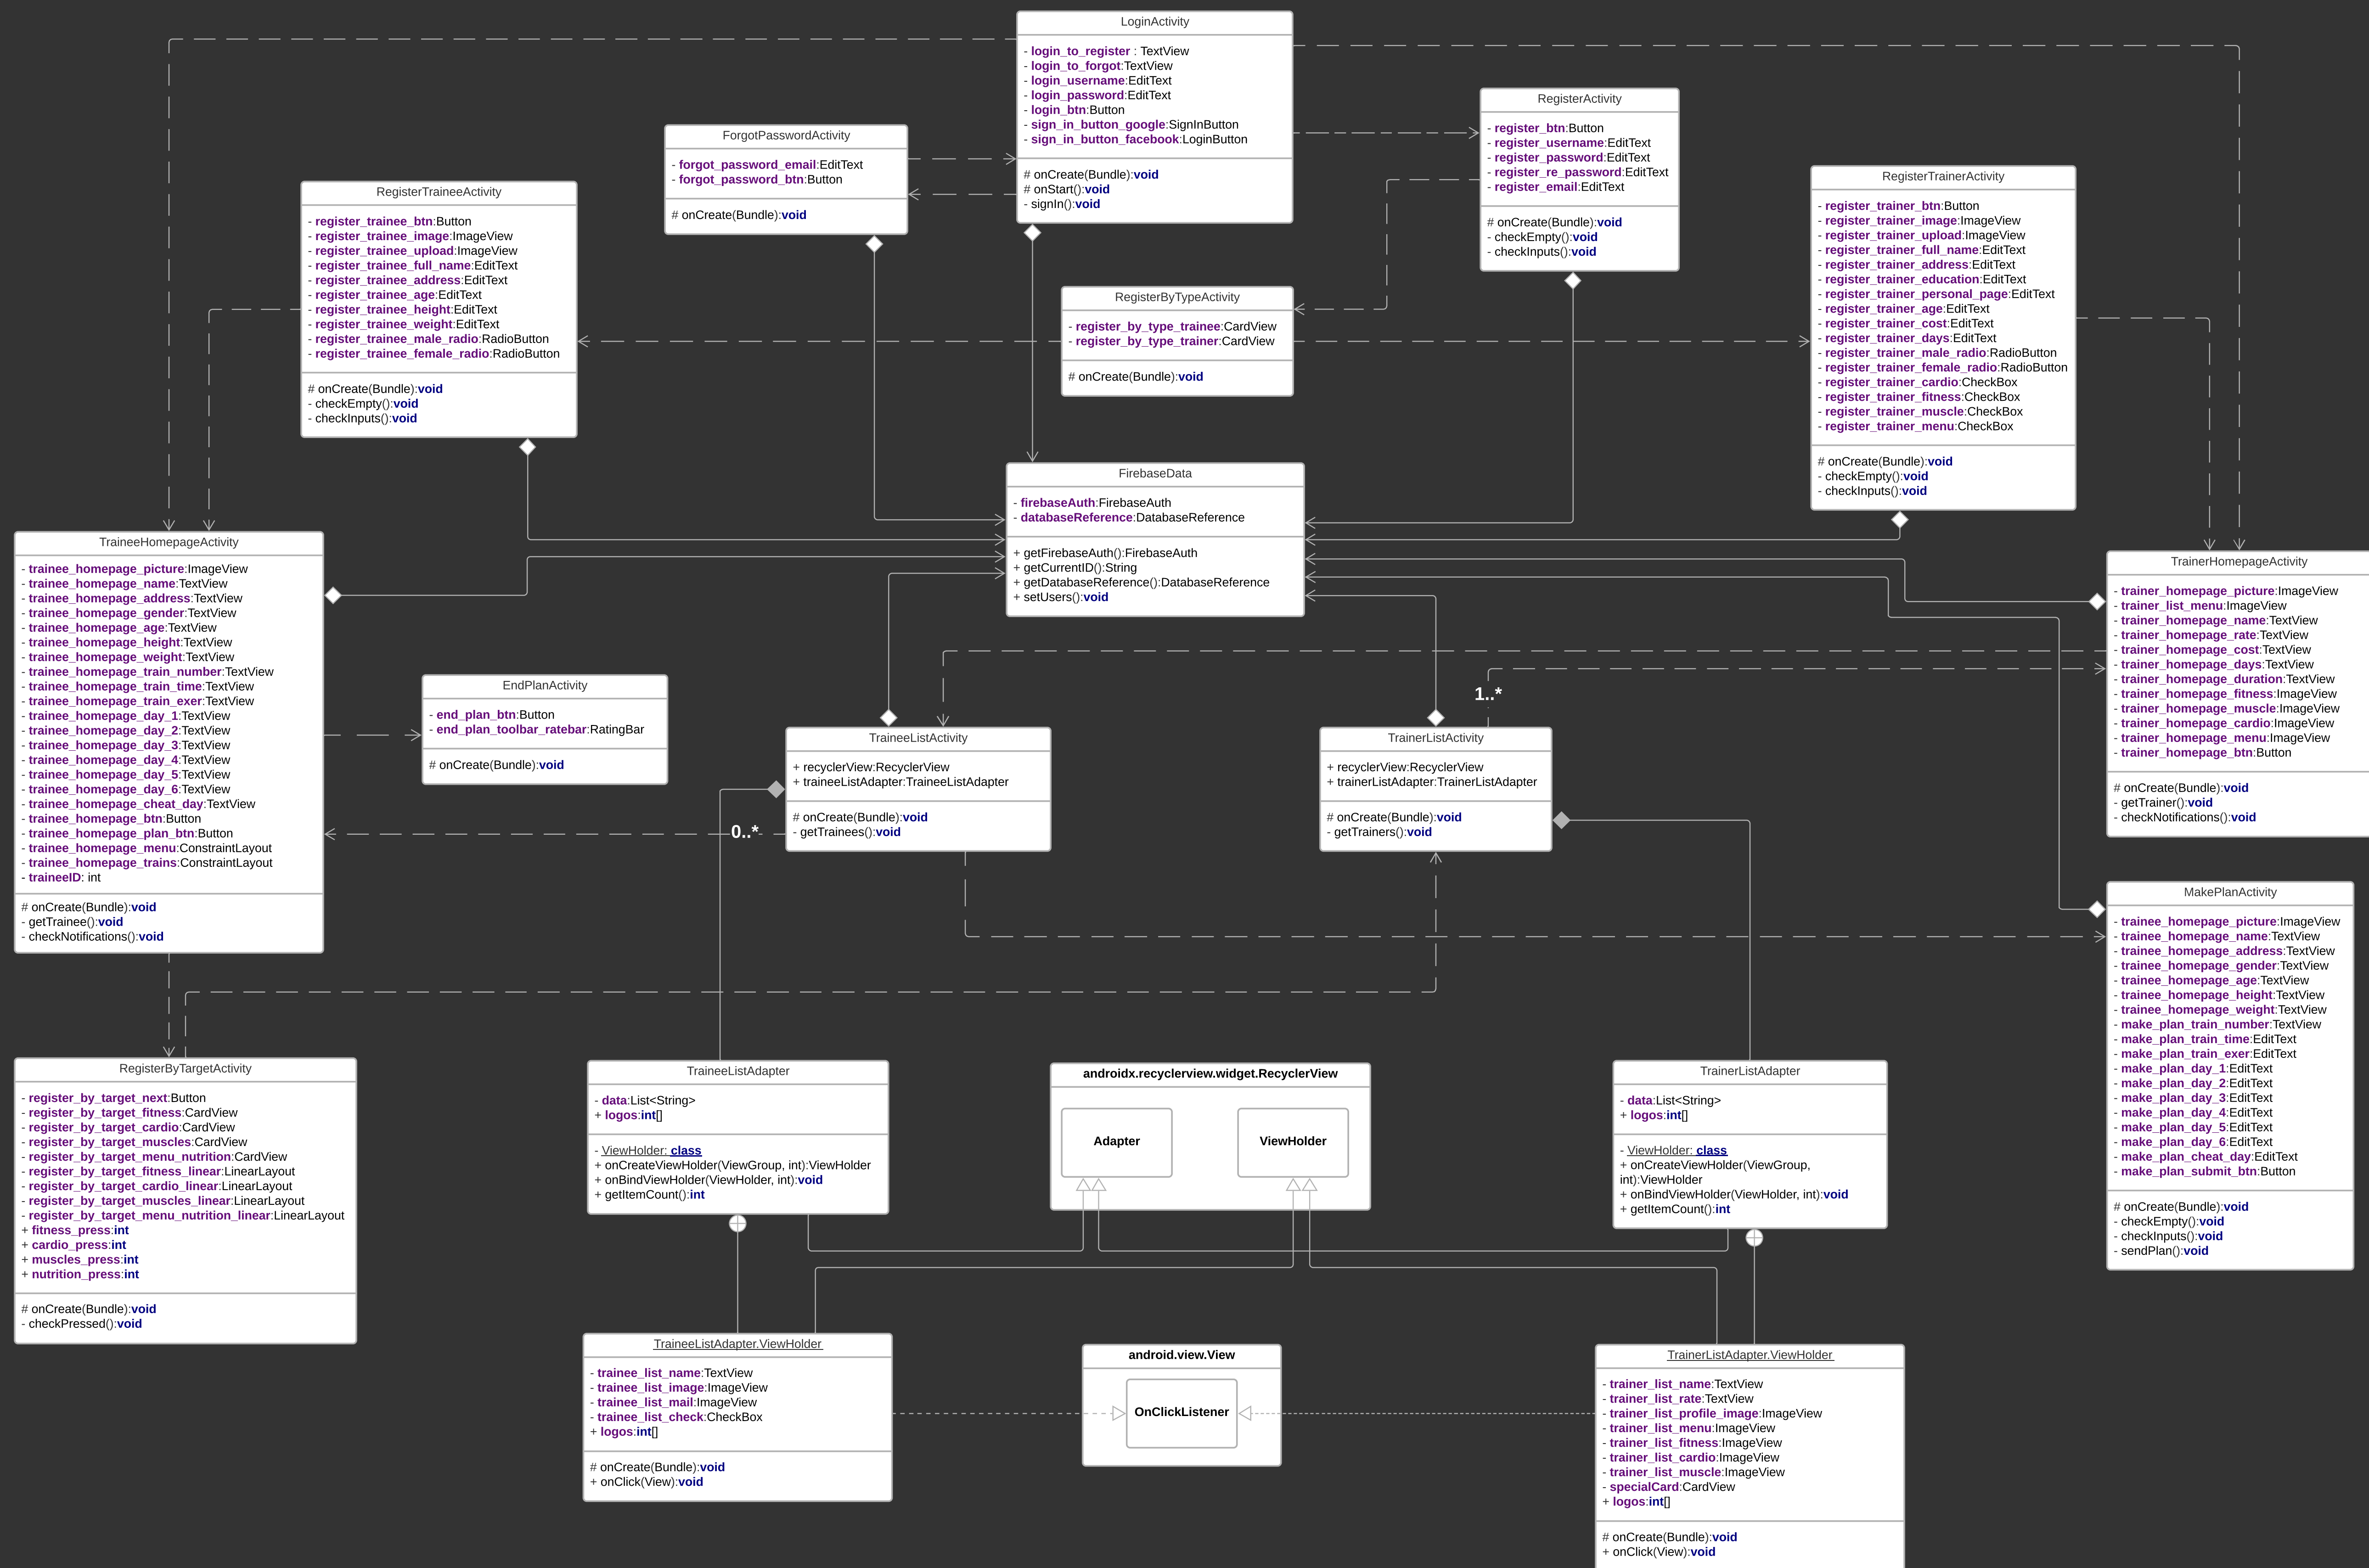 LoginActivity
- login_to_register : TextView
- login_to_forgot:TextView
- login_username:EditText
- login_password:EditText
- login_btn:Button
- sign_in_button_google:SignInButton
- sign_in_button_facebook:LoginButton
# onCreate(Bundle):void
# onStart():void
- signIn():void
RegisterActivity
- register_btn:Button
- register_username:EditText
- register_password:EditText
- register_re_password:EditText
- register_email:EditText
# onCreate(Bundle):void
- checkEmpty():void
- checkInputs():void
ForgotPasswordActivity
- forgot_password_email:EditText
- forgot_password_btn:Button
# onCreate(Bundle):void
RegisterTraineeActivity
- register_trainee_btn:Button
- register_trainee_image:ImageView
- register_trainee_upload:ImageView
- register_trainee_full_name:EditText
- register_trainee_address:EditText
- register_trainee_age:EditText
- register_trainee_height:EditText
- register_trainee_weight:EditText
- register_trainee_male_radio:RadioButton
- register_trainee_female_radio:RadioButton
# onCreate(Bundle):void
- checkEmpty():void
- checkInputs():void
RegisterTrainerActivity
- register_trainer_btn:Button
- register_trainer_image:ImageView
- register_trainer_upload:ImageView
- register_trainer_full_name:EditText
- register_trainer_address:EditText
- register_trainer_education:EditText
- register_trainer_personal_page:EditText
- register_trainer_age:EditText
- register_trainer_cost:EditText
- register_trainer_days:EditText
- register_trainer_male_radio:RadioButton
- register_trainer_female_radio:RadioButton
- register_trainer_cardio:CheckBox
- register_trainer_fitness:CheckBox
- register_trainer_muscle:CheckBox
- register_trainer_menu:CheckBox
# onCreate(Bundle):void
- checkEmpty():void
- checkInputs():void
RegisterByTypeActivity
- register_by_type_trainee:CardView
- register_by_type_trainer:CardView
# onCreate(Bundle):void
FirebaseData
- firebaseAuth:FirebaseAuth
- databaseReference:DatabaseReference
+ getFirebaseAuth():FirebaseAuth
+ getCurrentID():String
+ getDatabaseReference():DatabaseReference
+ setUsers():void
TraineeHomepageActivity
- trainee_homepage_picture:ImageView
- trainee_homepage_name:TextView
- trainee_homepage_address:TextView
- trainee_homepage_gender:TextView
- trainee_homepage_age:TextView
- trainee_homepage_height:TextView
- trainee_homepage_weight:TextView
- trainee_homepage_train_number:TextView
- trainee_homepage_train_time:TextView
- trainee_homepage_train_exer:TextView
- trainee_homepage_day_1:TextView
- trainee_homepage_day_2:TextView
- trainee_homepage_day_3:TextView
- trainee_homepage_day_4:TextView
- trainee_homepage_day_5:TextView
- trainee_homepage_day_6:TextView
- trainee_homepage_cheat_day:TextView
- trainee_homepage_btn:Button
- trainee_homepage_plan_btn:Button
- trainee_homepage_menu:ConstraintLayout
- trainee_homepage_trains:ConstraintLayout
- traineeID: int
# onCreate(Bundle):void
- getTrainee():void
- checkNotifications():void
TrainerHomepageActivity
- trainer_homepage_picture:ImageView
- trainer_list_menu:ImageView
- trainer_homepage_name:TextView
- trainer_homepage_rate:TextView
- trainer_homepage_cost:TextView
- trainer_homepage_days:TextView
- trainer_homepage_duration:TextView
- trainer_homepage_fitness:ImageView
- trainer_homepage_muscle:ImageView
- trainer_homepage_cardio:ImageView
- trainer_homepage_menu:ImageView
- trainer_homepage_btn:Button
# onCreate(Bundle):void
- getTrainer():void
- checkNotifications():void
EndPlanActivity
- end_plan_btn:Button
- end_plan_toolbar_ratebar:RatingBar
# onCreate(Bundle):void
1..*
TraineeListActivity
+ recyclerView:RecyclerView
+ traineeListAdapter:TraineeListAdapter
# onCreate(Bundle):void
- getTrainees():void
0..*
TrainerListActivity
+ recyclerView:RecyclerView
+ trainerListAdapter:TrainerListAdapter
# onCreate(Bundle):void
- getTrainers():void
MakePlanActivity
- trainee_homepage_picture:ImageView
- trainee_homepage_name:TextView
- trainee_homepage_address:TextView
- trainee_homepage_gender:TextView
- trainee_homepage_age:TextView
- trainee_homepage_height:TextView
- trainee_homepage_weight:TextView
- make_plan_train_number:TextView
- make_plan_train_time:EditText
- make_plan_train_exer:EditText
- make_plan_day_1:EditText
- make_plan_day_2:EditText
- make_plan_day_3:EditText
- make_plan_day_4:EditText
- make_plan_day_5:EditText
- make_plan_day_6:EditText
- make_plan_cheat_day:EditText
- make_plan_submit_btn:Button
# onCreate(Bundle):void
- checkEmpty():void
- checkInputs():void
- sendPlan():void
RegisterByTargetActivity
- register_by_target_next:Button
- register_by_target_fitness:CardView
- register_by_target_cardio:CardView
- register_by_target_muscles:CardView
- register_by_target_menu_nutrition:CardView
- register_by_target_fitness_linear:LinearLayout
- register_by_target_cardio_linear:LinearLayout
- register_by_target_muscles_linear:LinearLayout
- register_by_target_menu_nutrition_linear:LinearLayout
+ fitness_press:int
+ cardio_press:int
+ muscles_press:int
+ nutrition_press:int
# onCreate(Bundle):void
- checkPressed():void
TraineeListAdapter
- data:List<String>
+ logos:int[]
- ViewHolder: class
+ onCreateViewHolder(ViewGroup, int):ViewHolder
+ onBindViewHolder(ViewHolder, int):void
+ getItemCount():int
androidx.recyclerview.widget.RecyclerView
Adapter
ViewHolder
TrainerListAdapter
- data:List<String>
+ logos:int[]
- ViewHolder: class
+ onCreateViewHolder(ViewGroup,
int):ViewHolder
+ onBindViewHolder(ViewHolder, int):void
+ getItemCount():int
TraineeListAdapter.ViewHolder
- trainee_list_name:TextView
- trainee_list_image:ImageView
- trainee_list_mail:ImageView
- trainee_list_check:CheckBox
+ logos:int[]
# onCreate(Bundle):void
+ onClick(View):void
android.view.View
OnClickListener
TrainerListAdapter.ViewHolder
- trainer_list_name:TextView
- trainer_list_rate:TextView
- trainer_list_profile_image:ImageView
- trainer_list_menu:ImageView
- trainer_list_fitness:ImageView
- trainer_list_cardio:ImageView
- trainer_list_muscle:ImageView
- specialCard:CardView
+ logos:int[]
# onCreate(Bundle):void
+ onClick(View):void